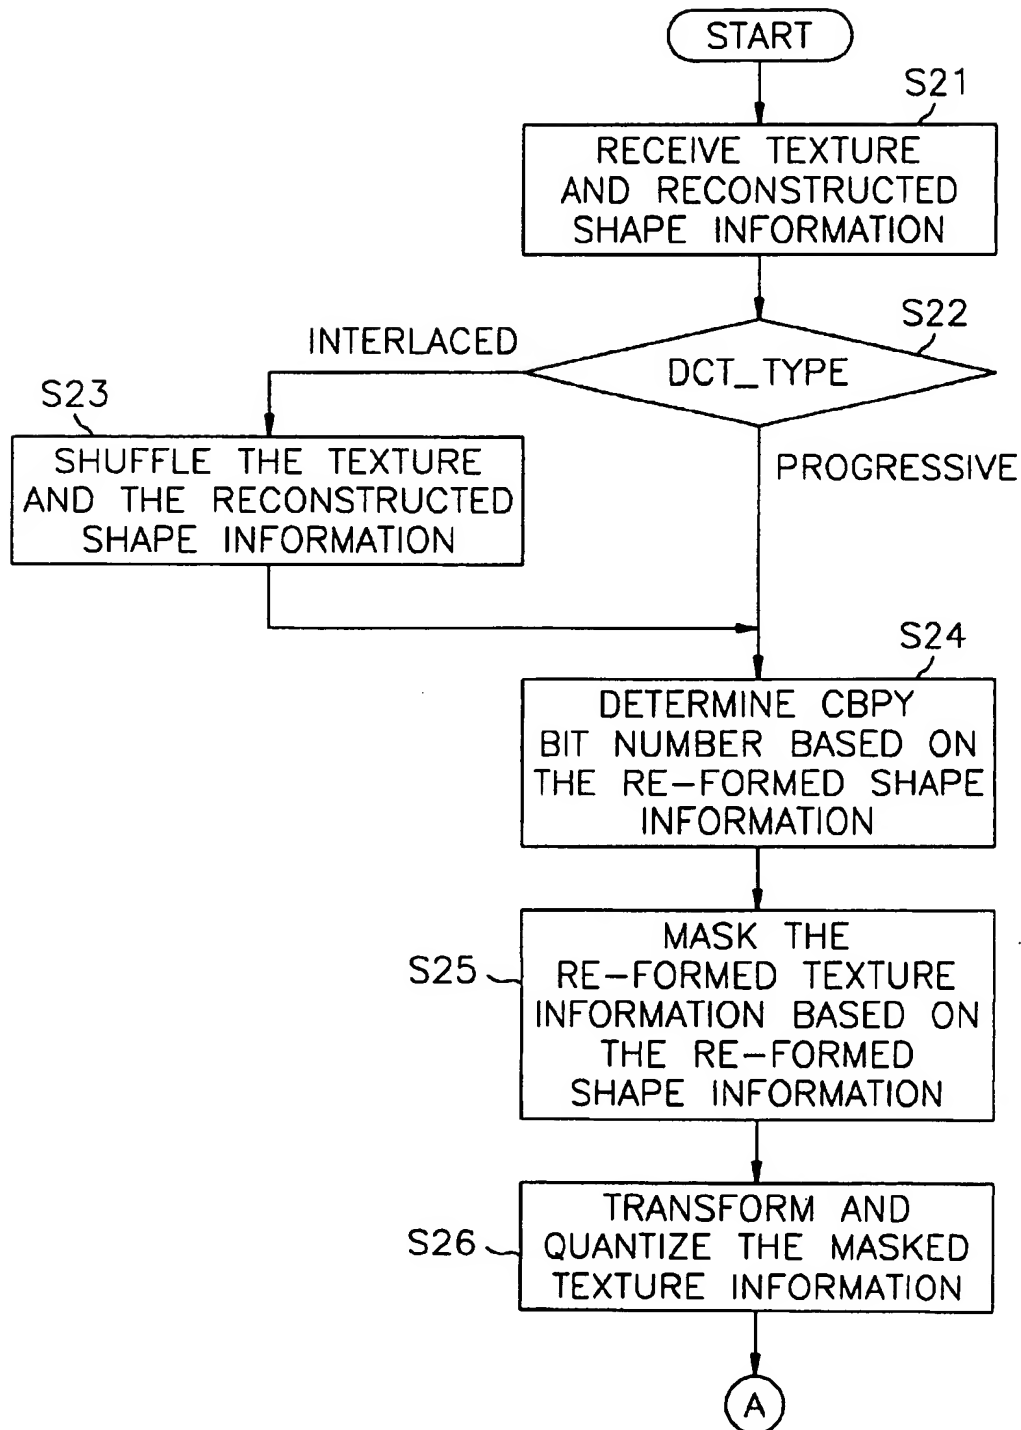 START
S21
RECEIVE TEXTURE
AND RECONSTRUCTED
SHAPE INFORMATION
S22
INTERLACED
DCT_TYPE
S23
PROGRESSIVE
SHUFFLE THE TEXTURE
AND THE RECONSTRUCTED
SHAPE INFORMATION
S24
DETERMINE CBPY
BIT NUMBER BASED ON
THE RE-FORMED SHAPE
INFORMATION
S25
MASK THE
RE-FORMED TEXTURE
INFORMATION BASED ON
THE RE-FORMED
SHAPE INFORMATION
S26
TRANSFORM AND
QUANTIZE THE MASKED
TEXTURE INFORMATION
A